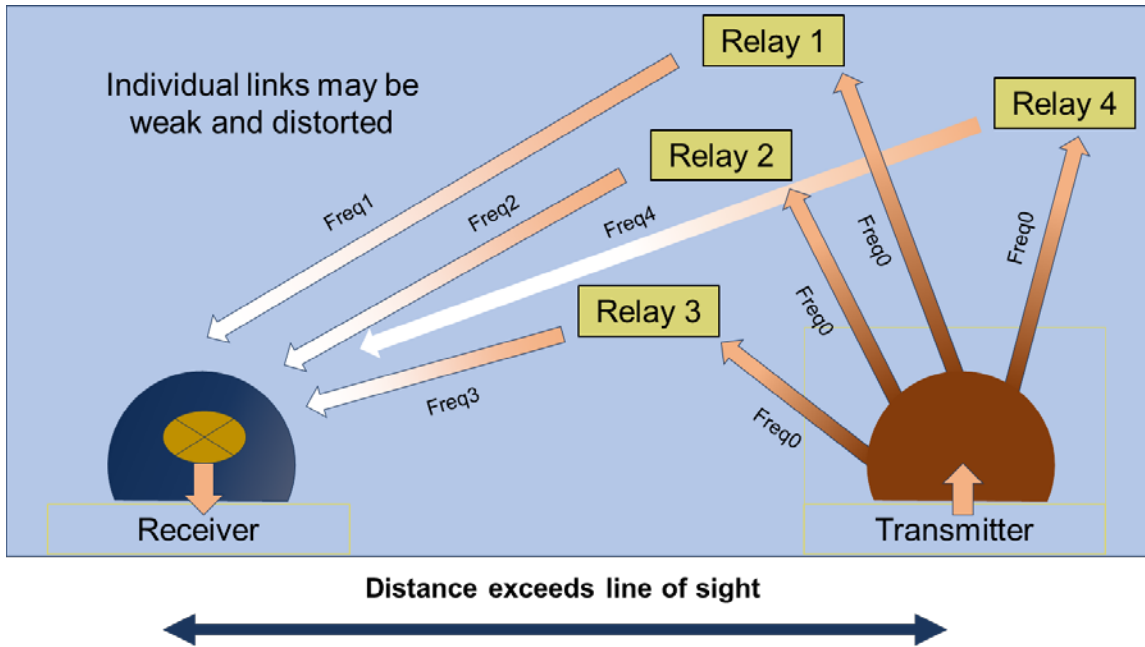 Relay 1
Individual links may be
weak and distorted
Relay 4
Relay 2
Freq1
Freq2
Freq4
Freq0
Freq0
Freq0
Relay 3
Freq3
Freq0
Receiver
Transmitter
Distance exceeds line of sight